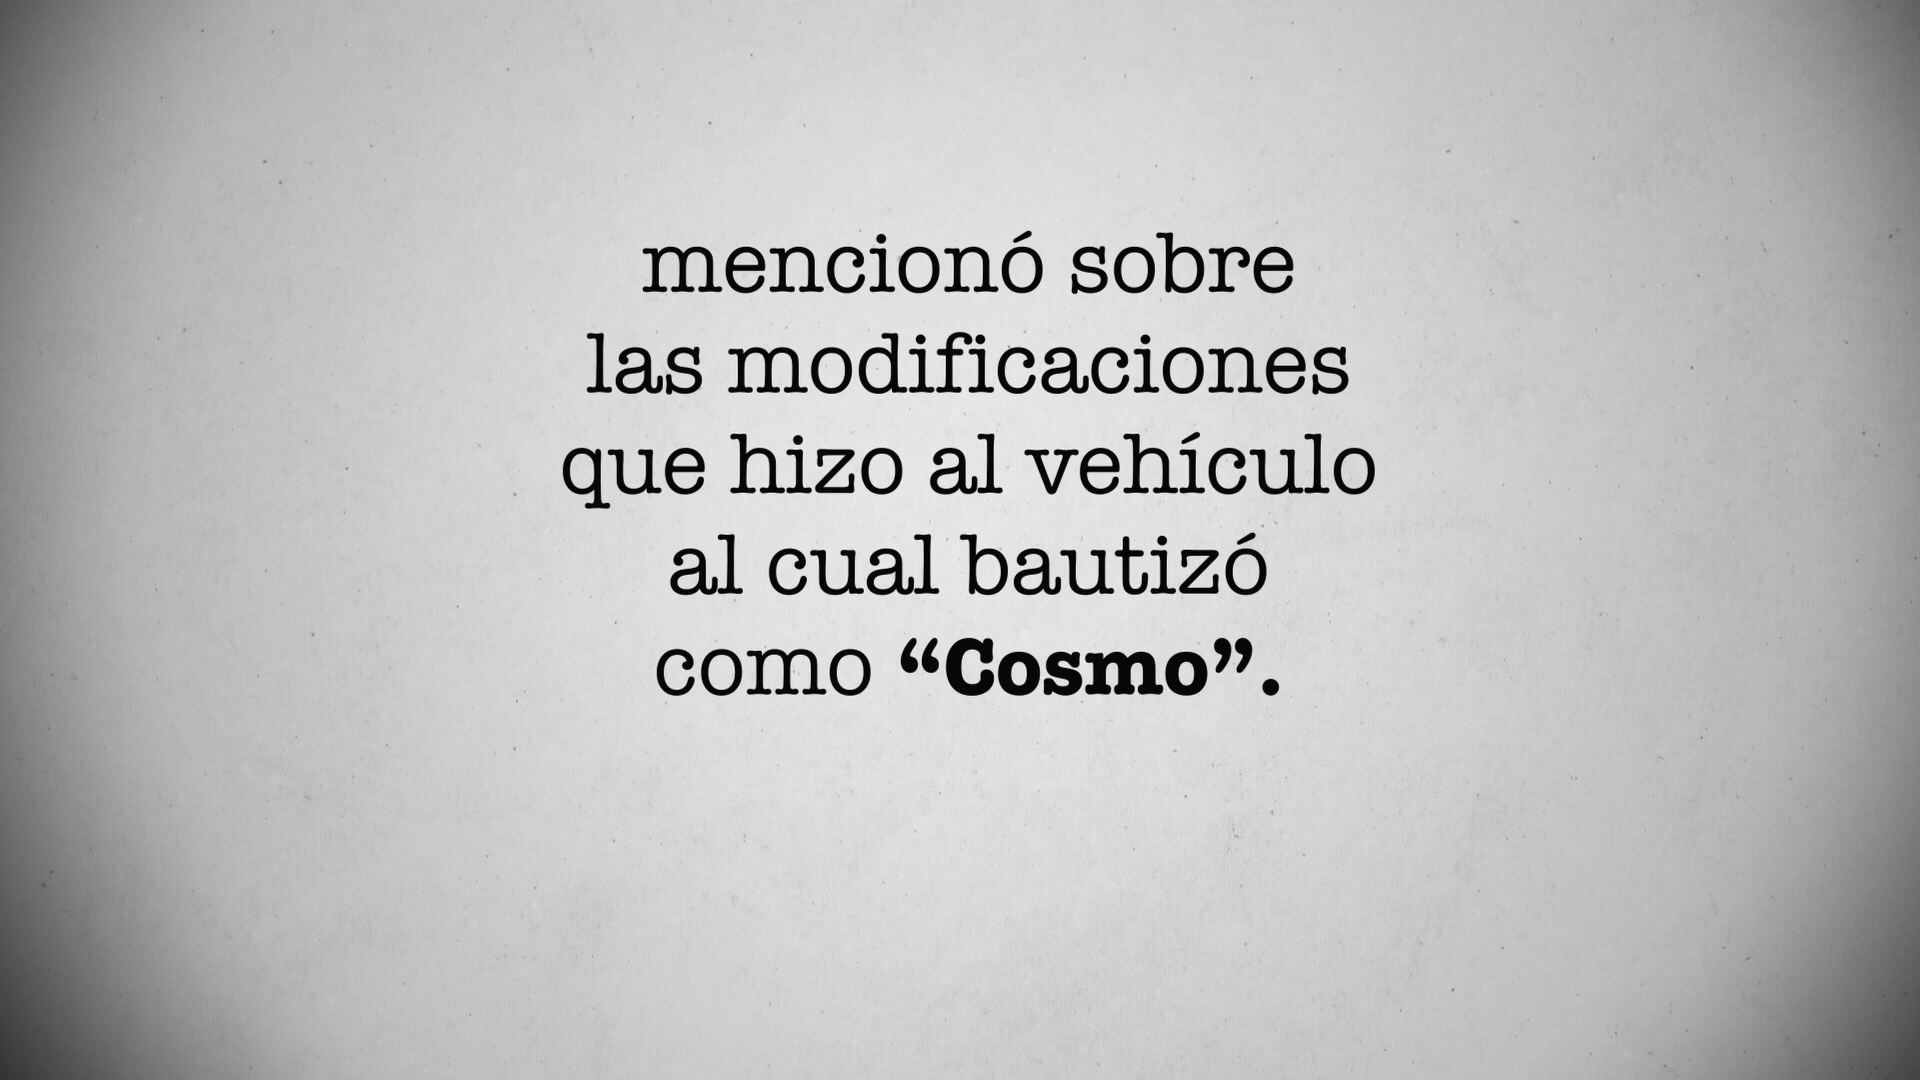 mencionó sobre
las modificaciones
que hizo al vehículo
al cual bautizó
como “Cosmo”.